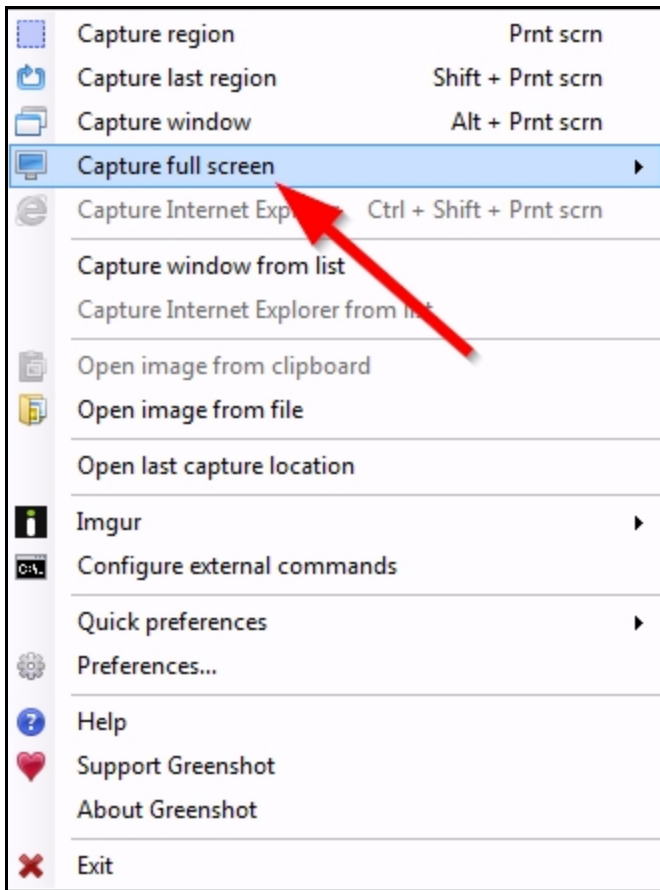 Capture region Prnt scrn
Capture last region Shift + Prnt scrn
Capture window Alt + Prnt scrn
Capture full screen
Capture Internet Explorer Ctrl + Shift + Prnt scrn
Capture window from list
Capture Internet Explorer from list
Open image from clipboard
Open image from file
Open last capture location
Imgur
C:\_ Configure external commands
Quick preferences
Preferences...
Help
Support Greenshot
About Greenshot
Exit